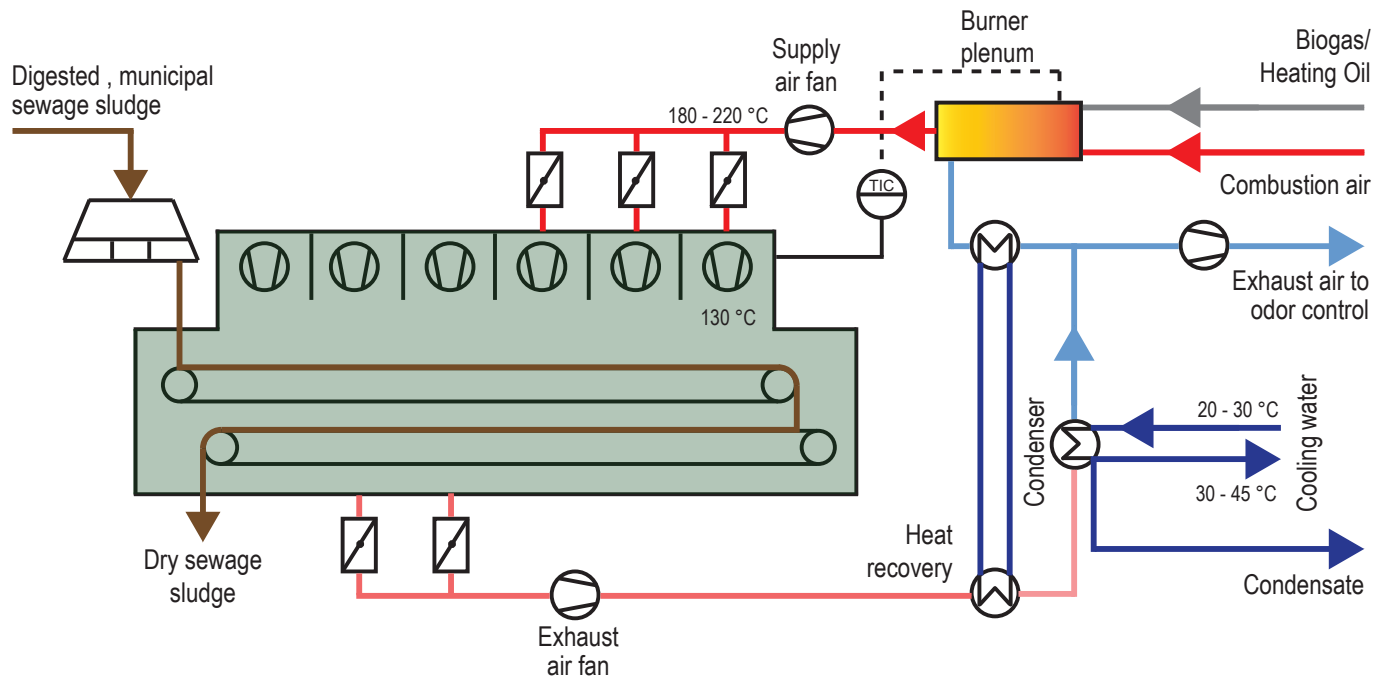 Digested , municipal
sewage sludge
Supply
air fan
Burner
plenum
Biogas/
Heating Oil
180 - 220 °C
TIC
Combustion air
Exhaust air to
odor control
130 °C
Condenser
20 - 30 °C
30 - 45 °C
Cooling water
Heat
recovery
Condensate
Dry sewage
sludge
Exhaust
air fan